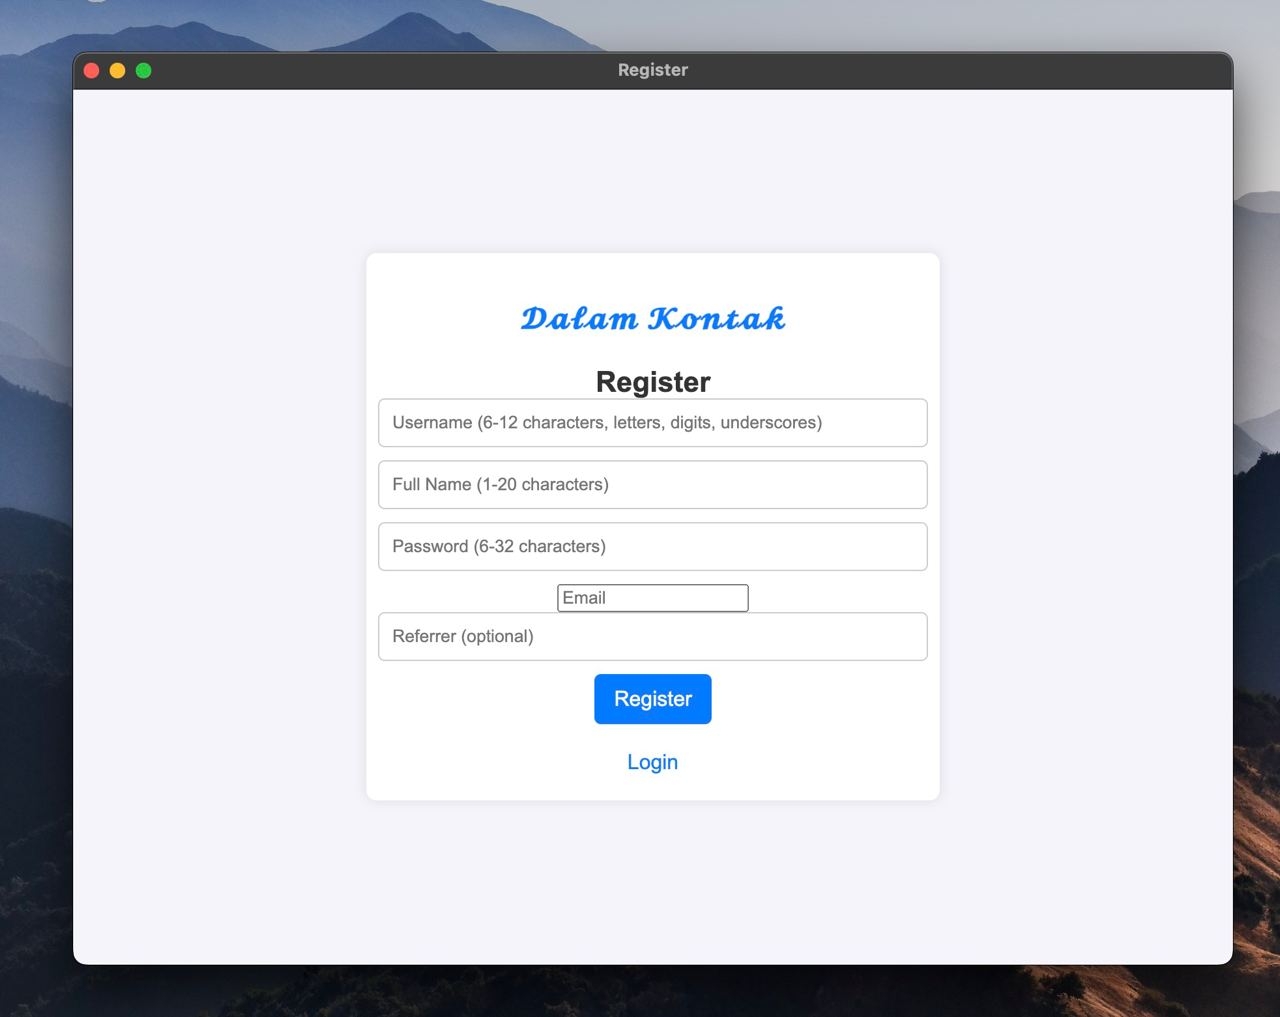 Register
Dalam Kontak
Register
Username (6-12 characters, letters, digits, underscores)
Full Name (1-20 characters)
Password (6-32 characters)
Email
Referrer (optional)
Register
Login